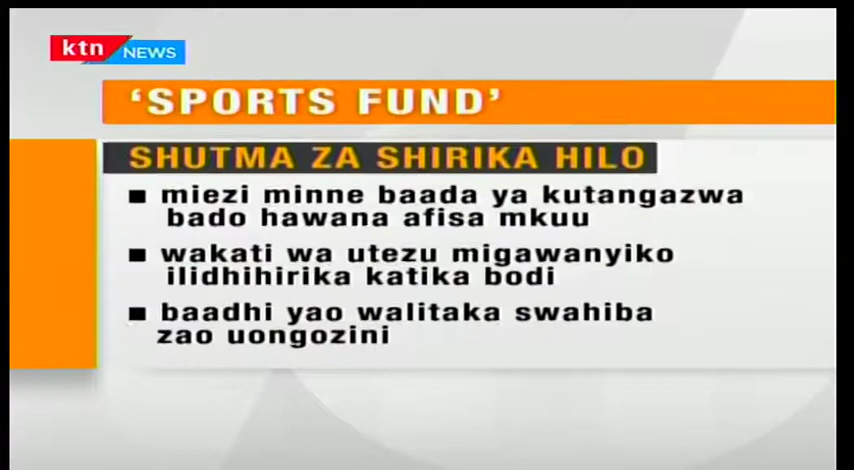 ktn NEWS
‘SPORTS FUND’
SHUTMA ZA SHIRIKA HILO
■ miezi minne baada ya kutangazwa
bado hawana afisa mkuu
■ wakati wa utezu migawanyiko
ilidhihirika katika bodi
■ baadhi yao walitaka swahiba
zao uongozini